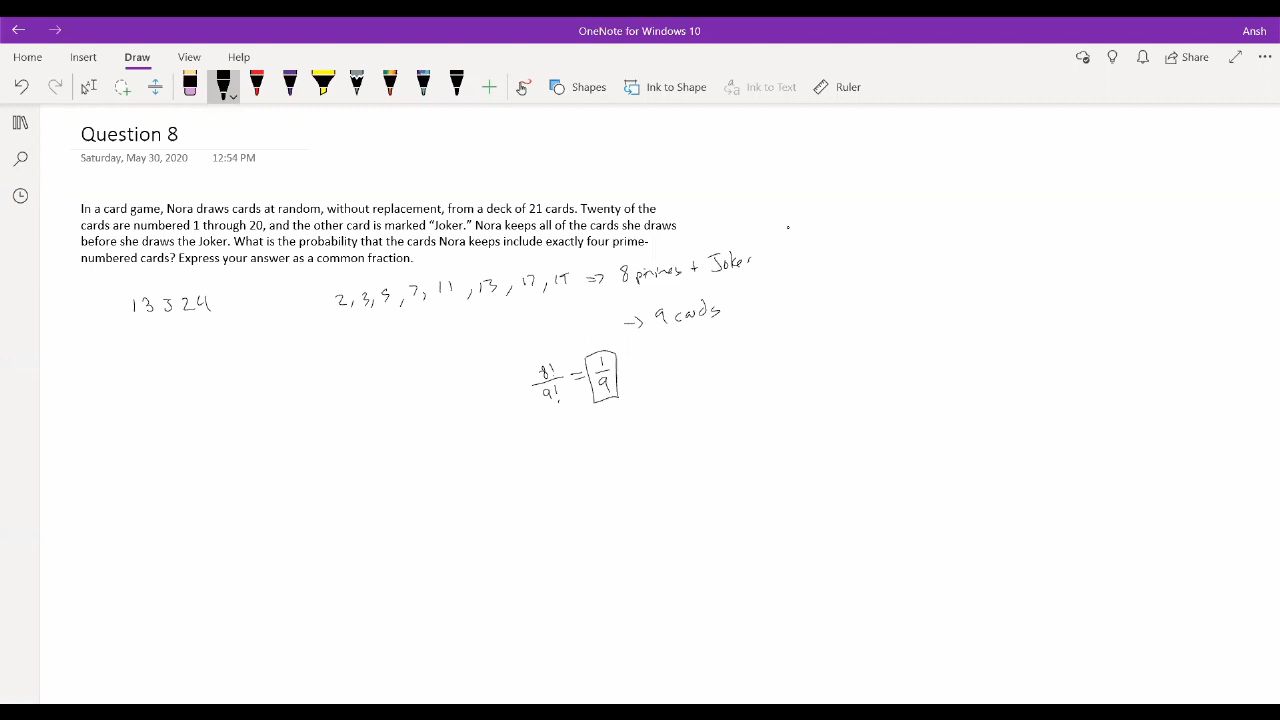 OneNote for Windows 10
Ansh
Home Insert Draw View Help
Share
Shapes Ink to Shape Ink to Text Ruler
Question 8
Saturday, May 30, 2020 12:54 PM
In a card game, Nora draws cards at random, without replacement, from a deck of 21 cards. Twenty of the
cards are numbered 1 through 20, and the other card is marked “Joker.” Nora keeps all of the cards she draws
before she draws the Joker. What is the probability that the cards Nora keeps include exactly four prime-
numbered cards? Express your answer as a common fraction.
2, 3, 5, 7, 11, 13, 17, 19 => 8 primes + Joker
13 J 24
→ 9 cards
8!/9! = 1/9